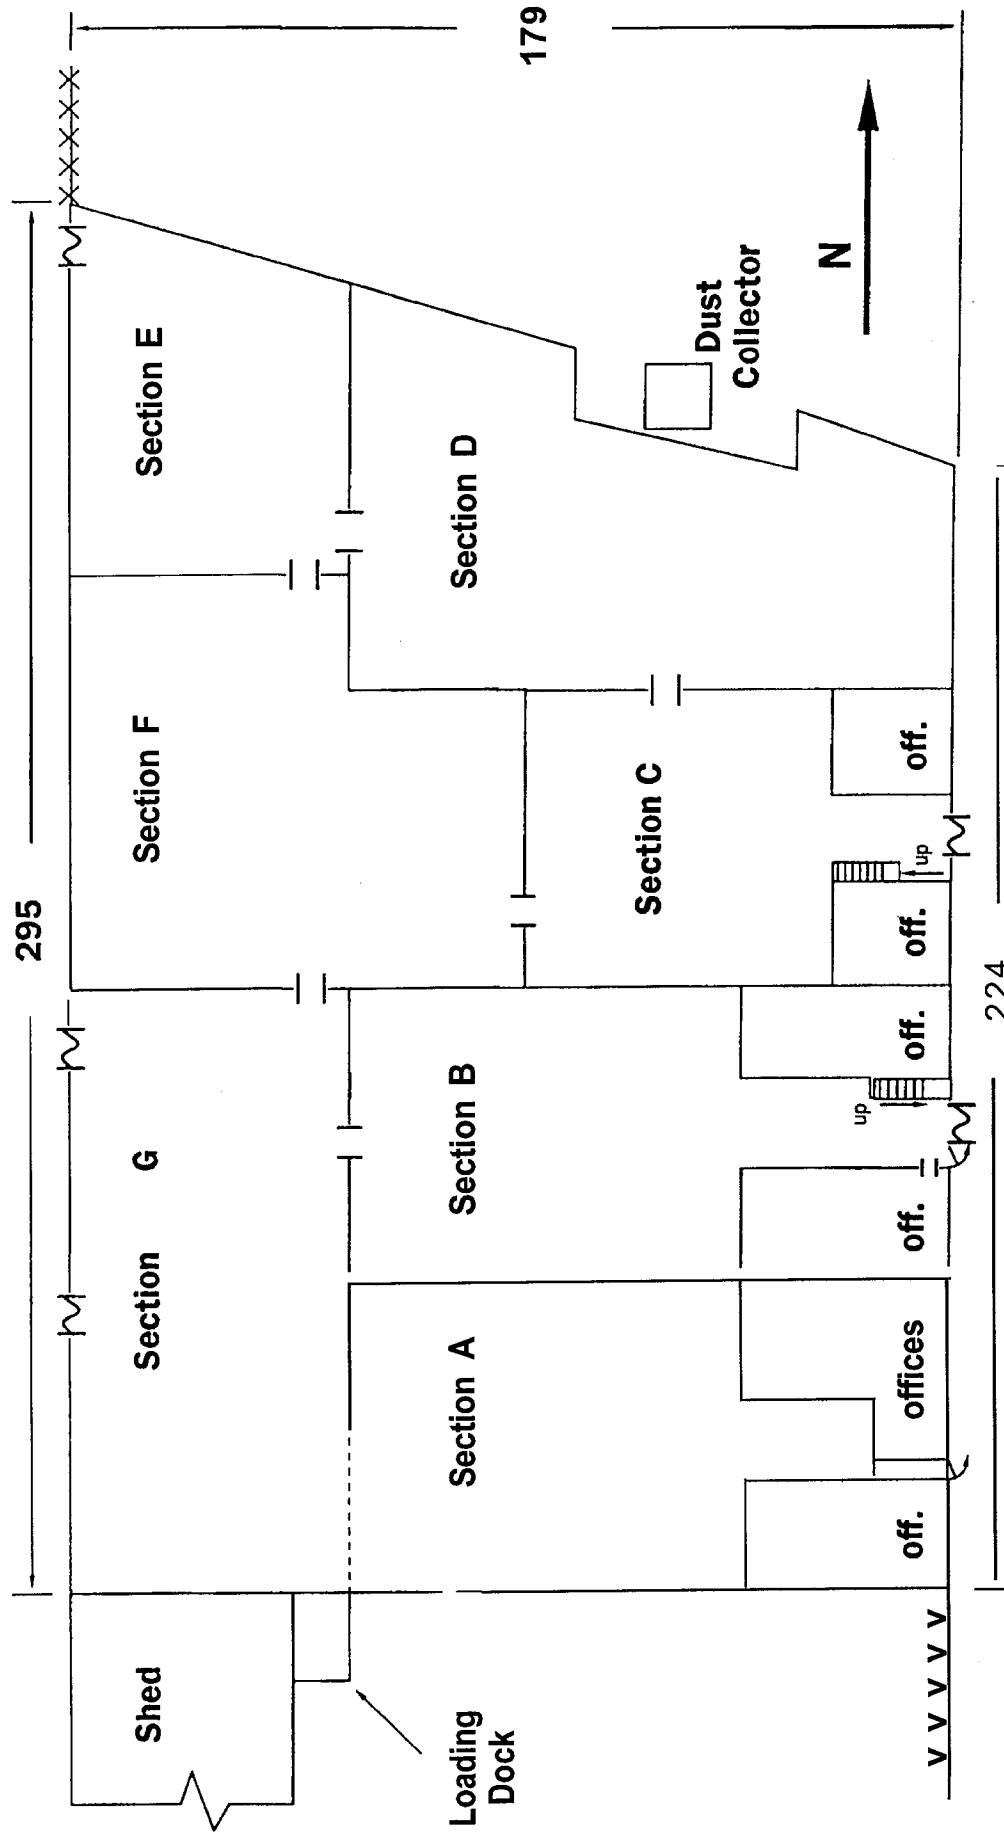 295
179
Shed
Section G
Section F
Section E
Loading
Dock
Section A
Section B
Section D
Section C
Dust
Collector
N
off.
offices
off.
dn
off.
off.
up
off.
224